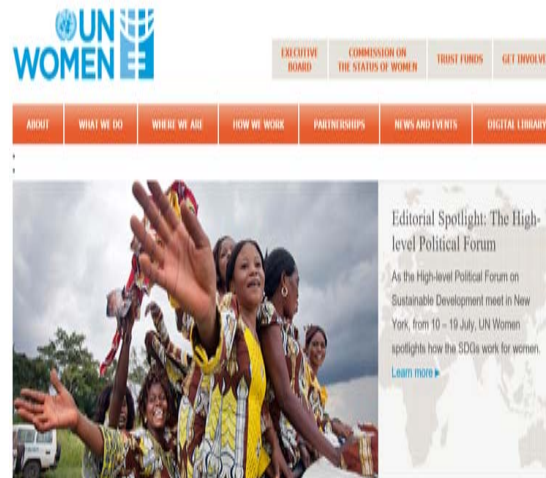 UN
WOMEN
EXECUTIVE
BOARD
COMMISSION ON
THE STATUS OF WOMEN
TRUST FUNDS
GET INVOLVE
ABOUT
WHAT WE DO
WHERE WE ARE
HOW WE WORK
PARTNERSHIPS
NEWS AND EVENTS
DIGITAL LIBRARY
Editorial Spotlight: The High-
level Political Forum
As the High-level Political Forum on
Sustainable Development meet in New
York, from 10 – 19 July, UN Women
spotlights how the SDGs work for women.
Learn more